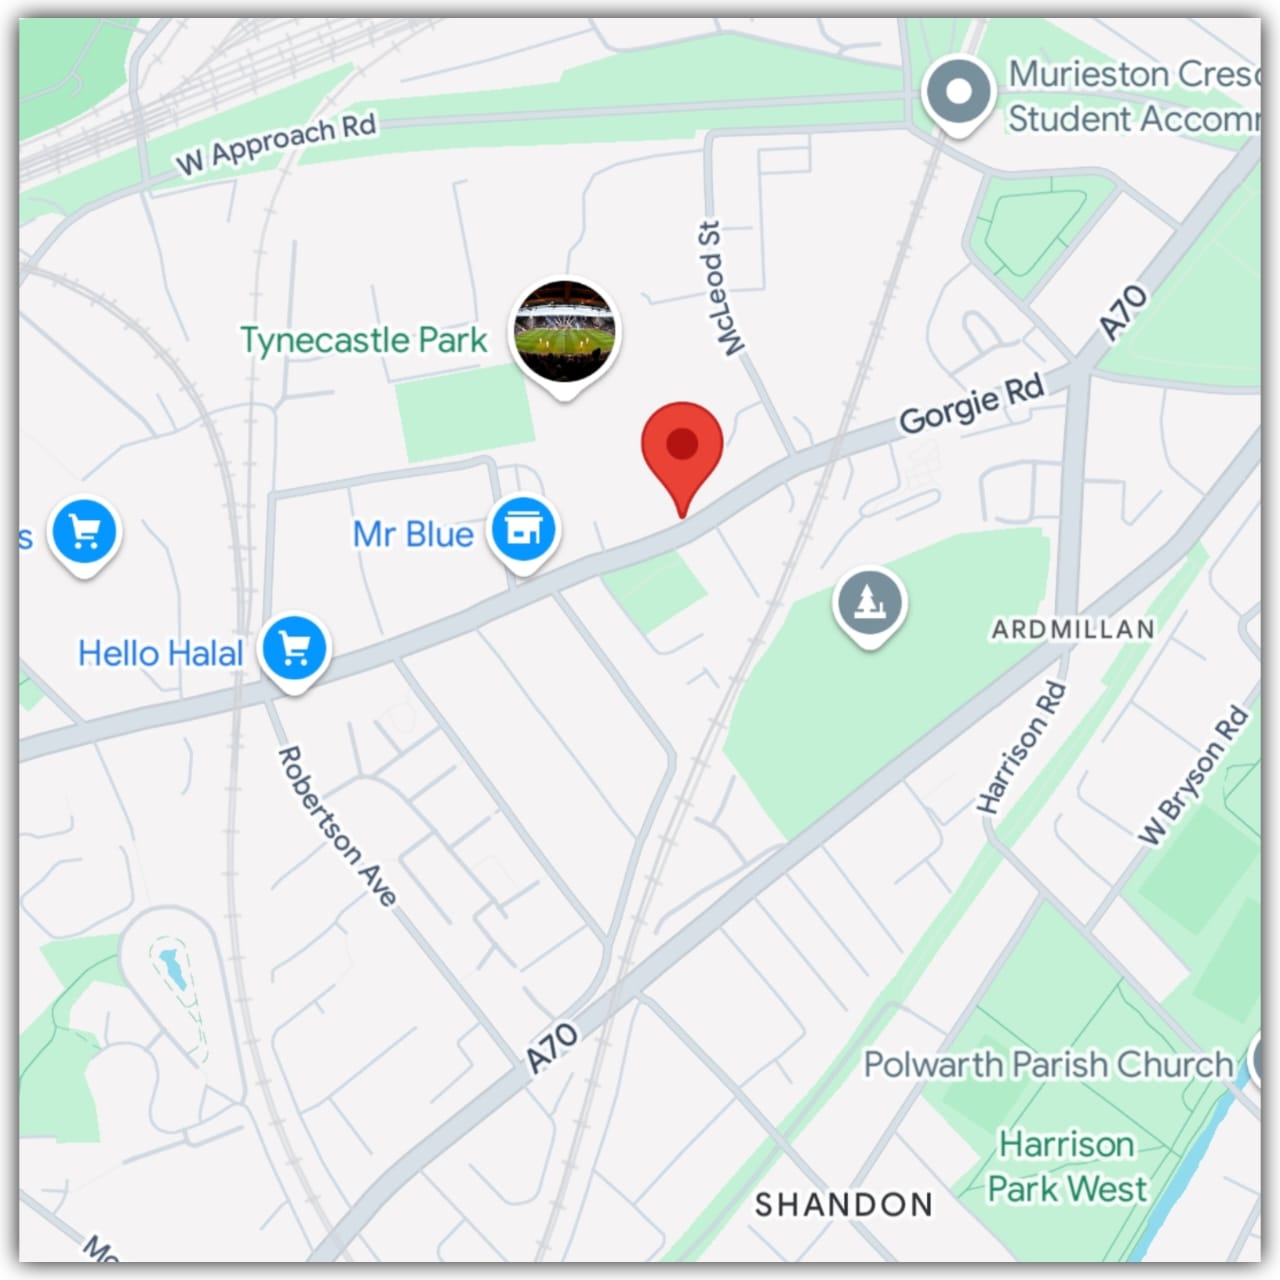 Murieston Cresc
Student Accomm
W Approach Rd
McLeod St
A70
Tynecastle Park
Gorgie Rd
s
Mr Blue
Hello Halal
ARDMILLAN
Harrison Rd
W Bryson Rd
Robertson Ave
A70
Polwarth Parish Church
Harrison
Park West
SHANDON
Mo